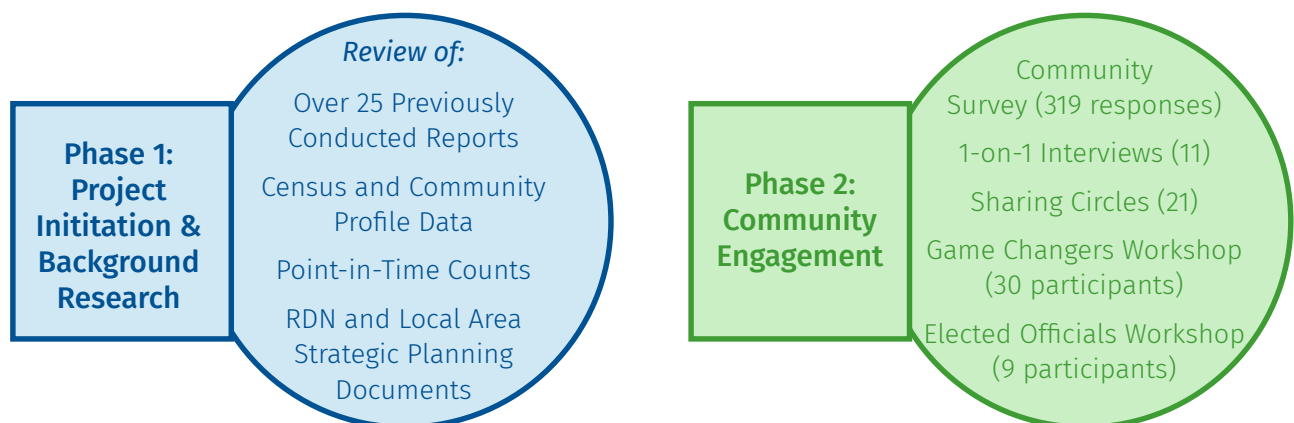 Phase 1:
Project
Inititation &
Background
Research
Review of:
Over 25 Previously
Conducted Reports
Census and Community
Profile Data
Point-in-Time Counts
RDN and Local Area
Strategic Planning
Documents
Phase 2:
Community
Engagement
Community
Survey (319 responses)
1-on-1 Interviews (11)
Sharing Circles (21)
Game Changers Workshop
(30 participants)
Elected Officials Workshop
(9 participants)